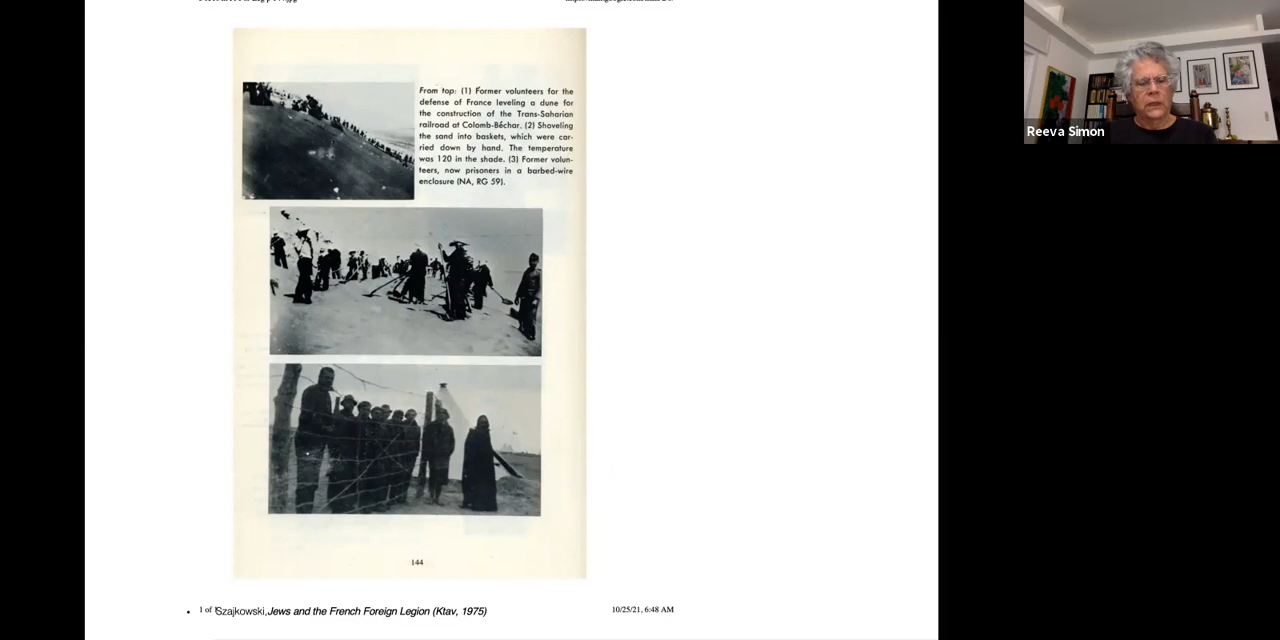 From top: (1) Former volunteers for the
defense of France leveling a dune for
the construction of the Trans-Saharian
railroad at Colomb-Béchar. (2) Shoveling
the sand into baskets, which were car-
ried down by hand. The temperature
was 120 in the shade. (3) Former volun-
teers, now prisoners in a barbed-wire
enclosure (NA, RG 59).
Reeva Simon
144
• 1 of Szajkowski, Jews and the French Foreign Legion (Ktav, 1975)
10/25/21, 6:48 AM